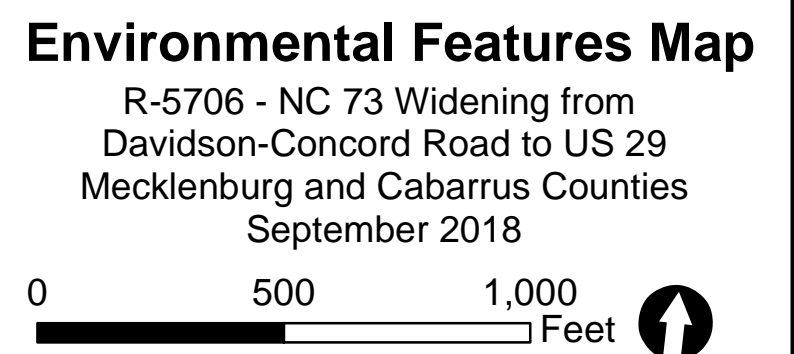 Environmental Features Map
R-5706 - NC 73 Widening from
Davidson-Concord Road to US 29
Mecklenburg and Cabarrus Counties
September 2018
0 500 1,000
Feet